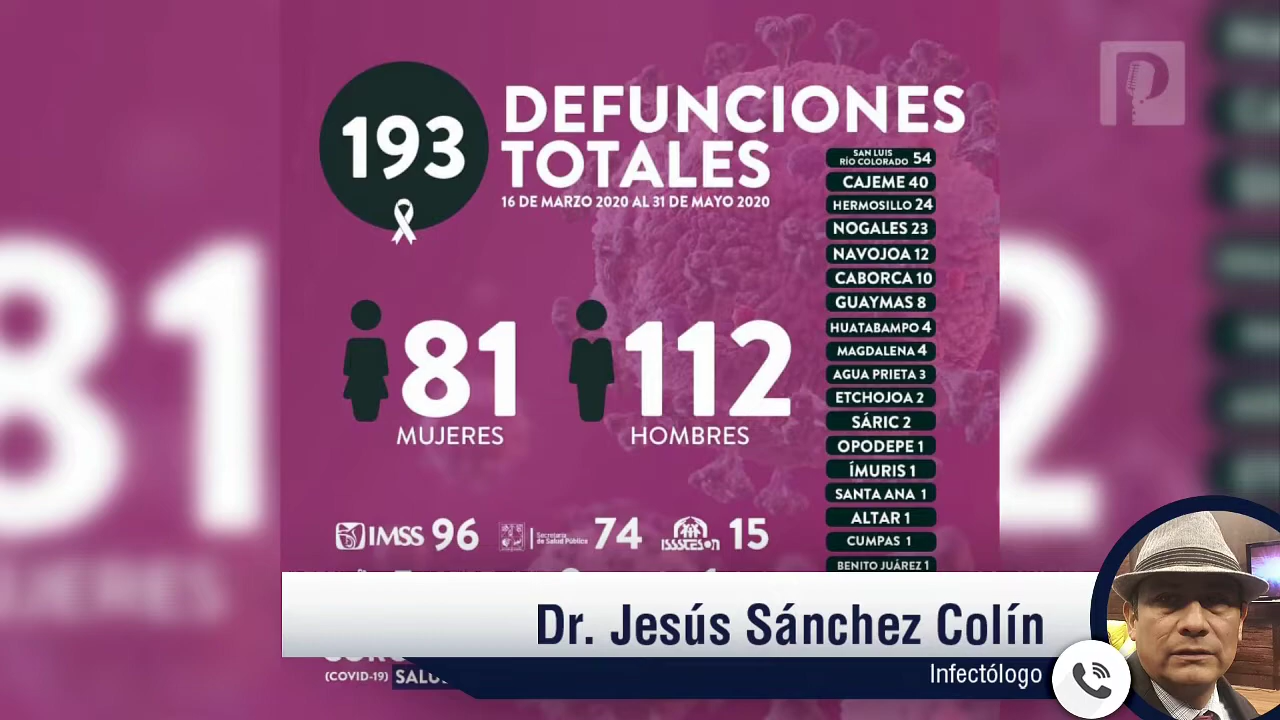 193
DEFUNCIONES
TOTALES
16 DE MARZO 2020 AL 31 DE MAYO 2020
SAN LUIS
RÍO COLORADO 54
CAJEME 40
HERMOSILLO 24
NOGALES 23
NAVOJOA 12
CABORCA 10
GUAYMAS 8
HUATABAMPO 4
MAGDALENA 4
AGUA PRIETA 3
ETCHOJOA 2
SÁRIC 2
OPODEPE 1
ÍMURIS 1
SANTA ANA 1
ALTAR 1
CUMPAS 1
BENITO JUÁREZ 1
81
MUJERES
112
HOMBRES
IMSS 96
Secretaría
de Salud Pública 74
ISSSTESON 15
Dr. Jesús Sánchez Colín
Infectólogo
(COVID-19)
81
2
P